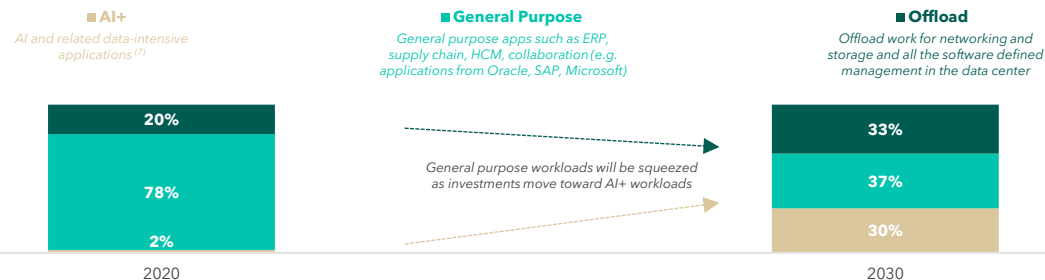 AI+
AI and related data-intensive
applications (7)
General Purpose
General purpose apps such as ERP,
supply chain, HCM, collaboration (e.g.
applications from Oracle, SAP, Microsoft)
Offload
Offload work for networking and
storage and all the software defined
management in the data center
20%
78%
2%
2020
General purpose workloads will be squeezed
as investments move toward AI+ workloads
33%
37%
30%
2030